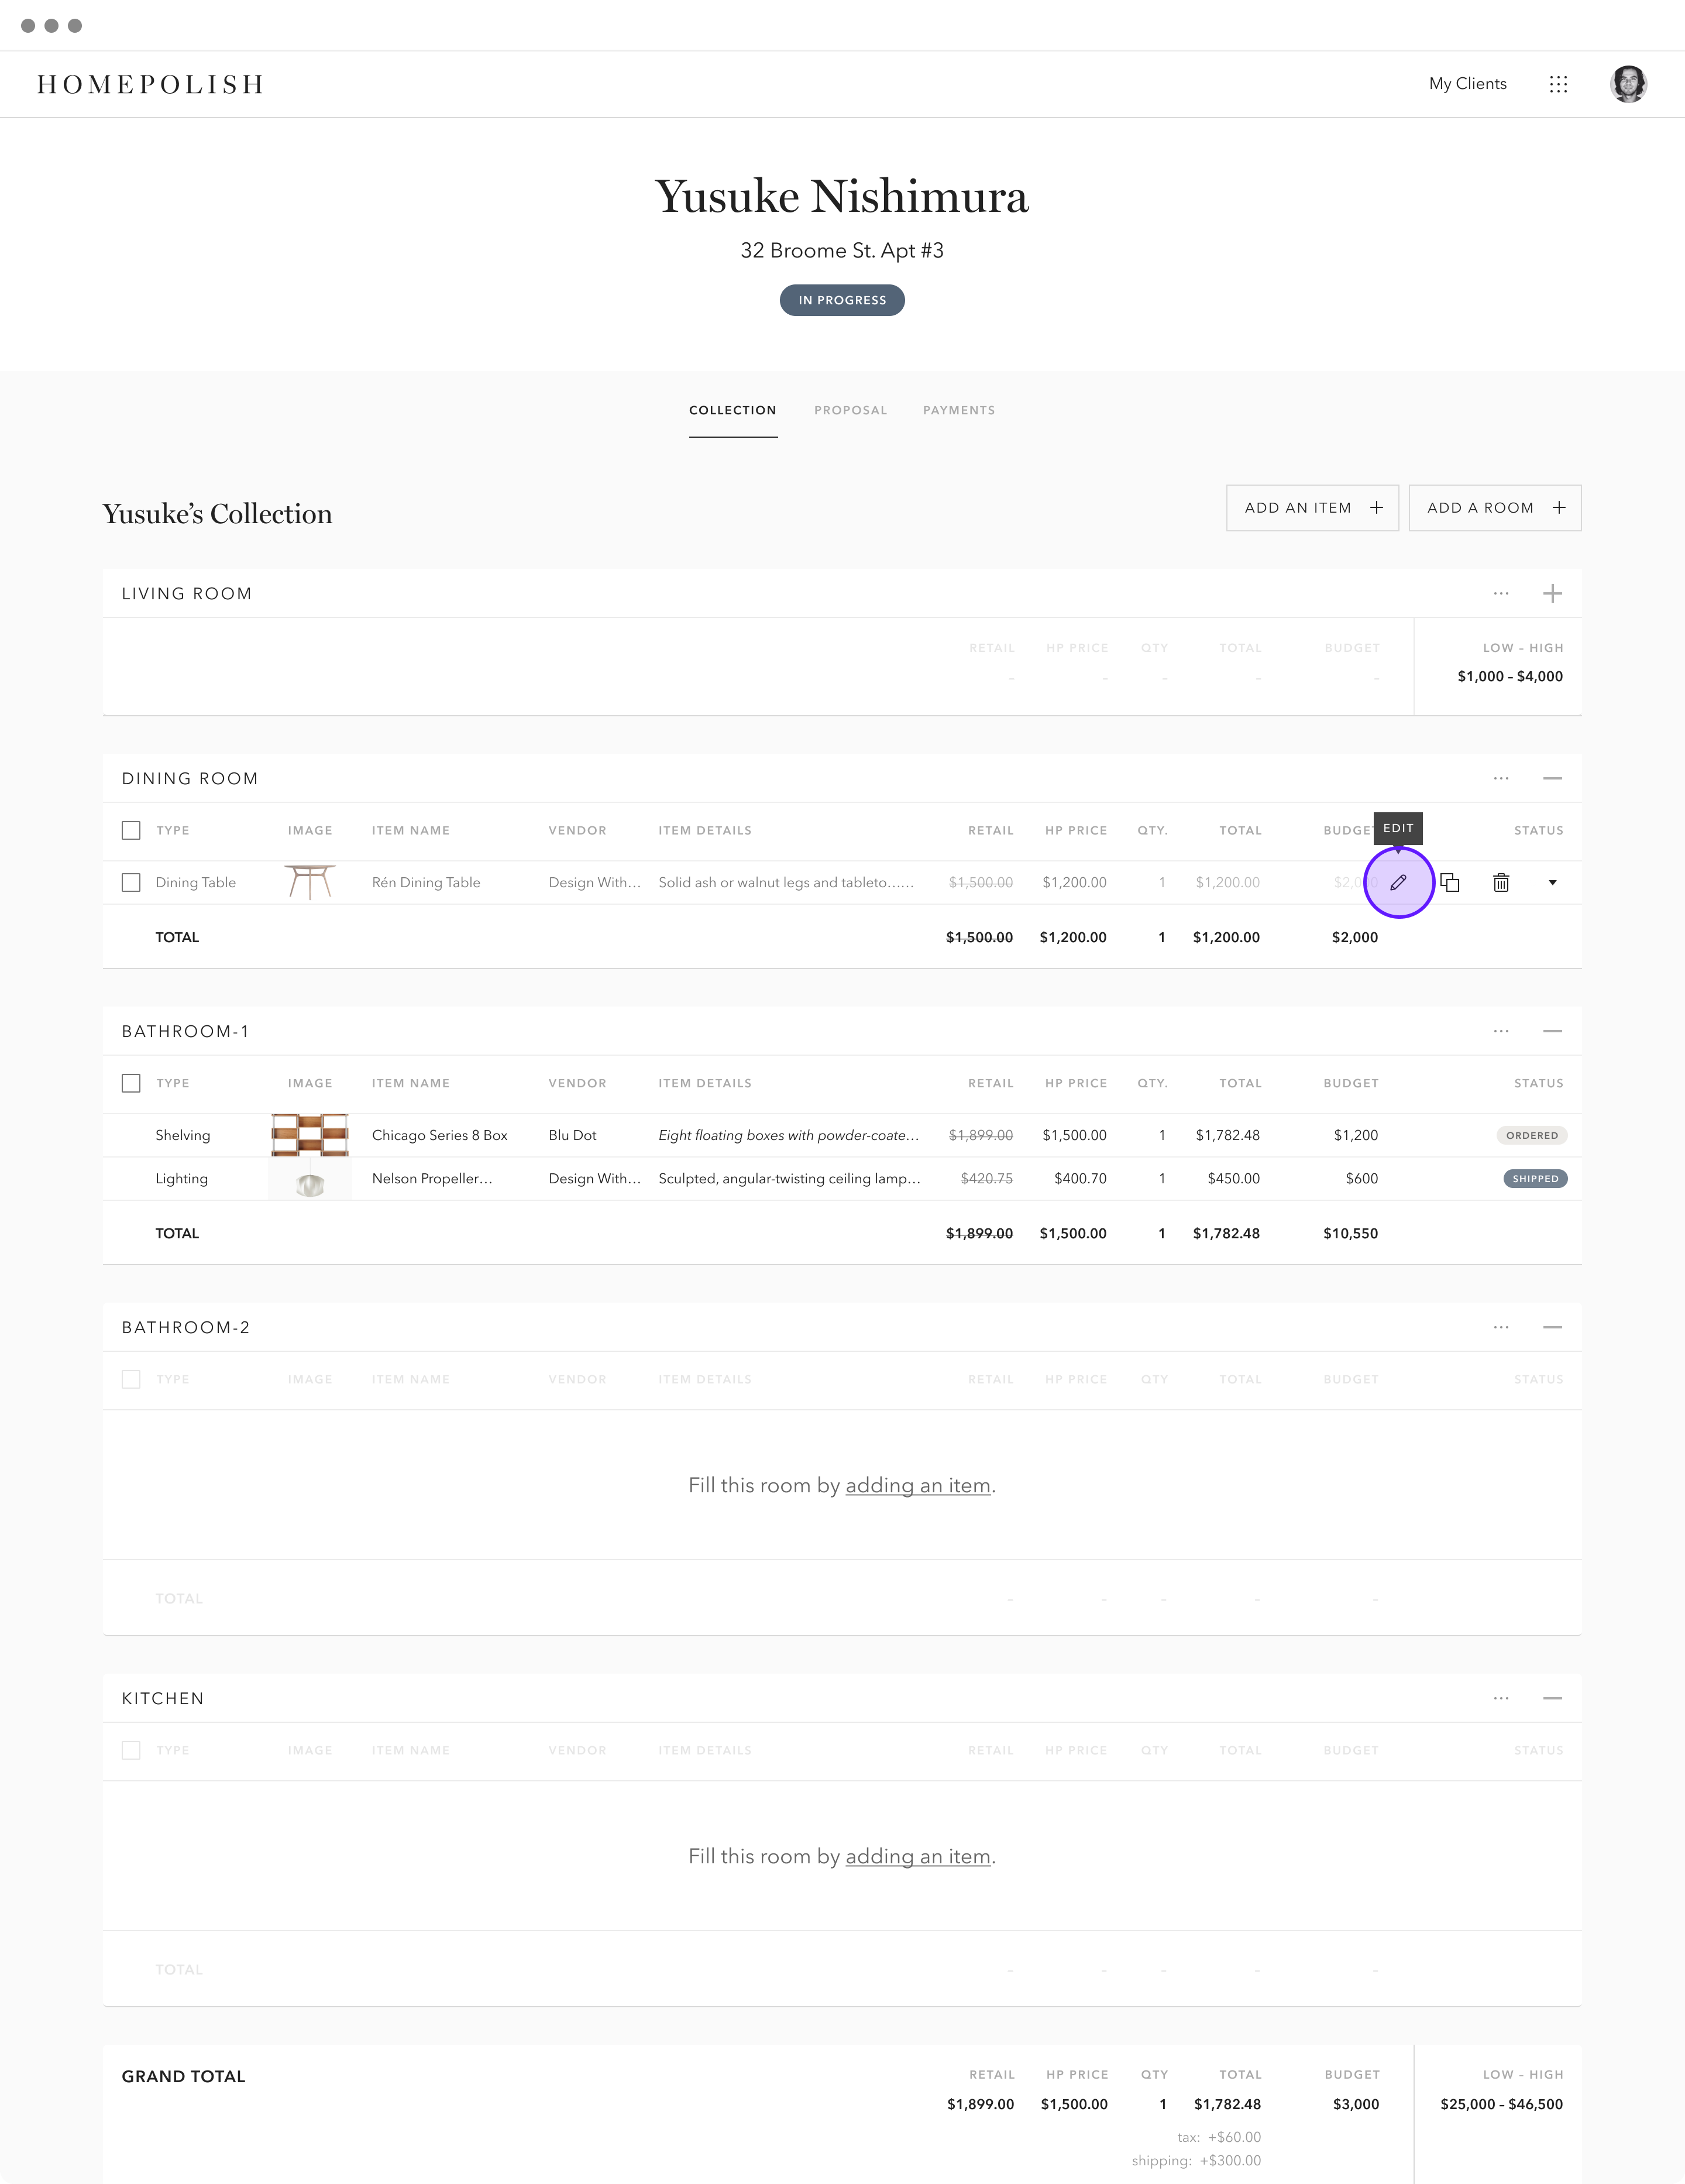 HOMEPOLISH My Clients
Yusuke Nishimura
32 Broome St. Apt #3
IN PROGRESS
COLLECTION PROPOSAL PAYMENTS
Yusuke’s Collection ADD AN ITEM + ADD A ROOM +
LIVING ROOM ... +
RETAIL HP PRICE QTY TOTAL BUDGET LOW – HIGH
– – – – – $1,000 – $4,000
DINING ROOM ... —
TYPE IMAGE ITEM NAME VENDOR ITEM DETAILS RETAIL HP PRICE QTY. TOTAL STATUS
EDIT
Dining Table Rén Dining Table Design With… Solid ash or walnut legs and tableto…… $1,500.00 $1,200.00 1 $1,200.00
TOTAL $1,500.00 $1,200.00 1 $1,200.00 $2,000
BATHROOM-1 ... —
TYPE IMAGE ITEM NAME VENDOR ITEM DETAILS RETAIL HP PRICE QTY. TOTAL BUDGET STATUS
Shelving Chicago Series 8 Box Blu Dot Eight floating boxes with powder-coate… $1,899.00 $1,500.00 1 $1,782.48 $1,200 ORDERED
Lighting Nelson Propeller… Design With… Sculpted, angular-twisting ceiling lamp… $420.75 $400.70 1 $450.00 $600 SHIPPED
TOTAL $1,899.00 $1,500.00 1 $1,782.48 $10,550
BATHROOM-2 ... —
TYPE IMAGE ITEM NAME VENDOR ITEM DETAILS RETAIL HP PRICE QTY TOTAL BUDGET STATUS
Fill this room by adding an item.
TOTAL – – – – –
KITCHEN ... —
TYPE IMAGE ITEM NAME VENDOR ITEM DETAILS RETAIL HP PRICE QTY TOTAL BUDGET STATUS
Fill this room by adding an item.
TOTAL – – – – –
GRAND TOTAL RETAIL HP PRICE QTY TOTAL BUDGET LOW – HIGH
$1,899.00 $1,500.00 1 $1,782.48 $3,000 $25,000 – $46,500
tax: +$60.00
shipping: +$300.00